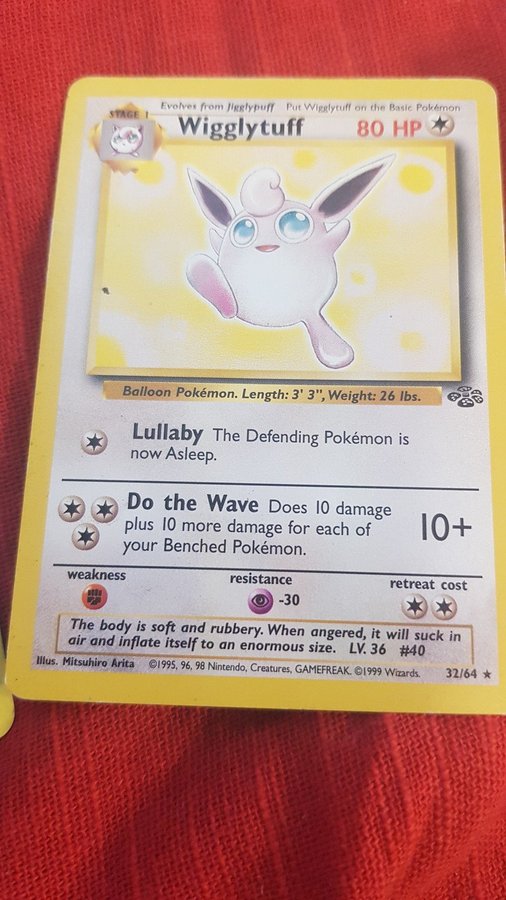 Evolves from Jigglypuff Put Wigglytuff on the Basic Pokémon
STAGE 1
Wigglytuff 80 HP
Balloon Pokémon. Length: 3' 3", Weight: 26 lbs.
Lullaby The Defending Pokémon is
now Asleep.
Do the Wave Does 10 damage
plus 10 more damage for each of
your Benched Pokémon.
10+
weakness
resistance
retreat cost
-30
The body is soft and rubbery. When angered, it will suck in
air and inflate itself to an enormous size. LV. 36 #40
Illus. Mitsuhiro Arita ©1995, 96, 98 Nintendo, Creatures, GAMEFREAK. ©1999 Wizards. 32/64 ★